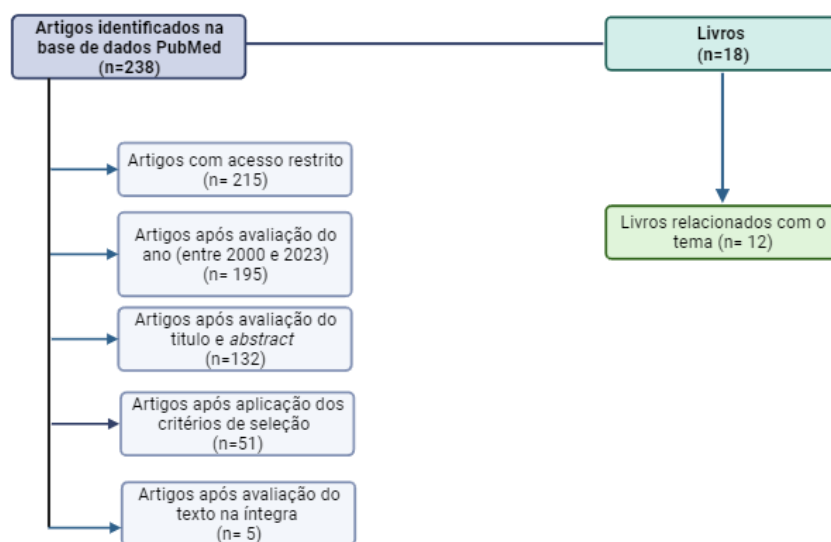 Artigos identificados na
base de dados PubMed
(n=238)
Livros
(n=18)
Artigos com acesso restrito
(n= 215)
Artigos após avaliação do
ano (entre 2000 e 2023)
(n= 195)
Artigos após avaliação do
titulo e abstract
(n=132)
Artigos após aplicação dos
critérios de seleção
(n=51)
Artigos após avaliação do
texto na íntegra
(n= 5)
Livros relacionados com o
tema (n= 12)